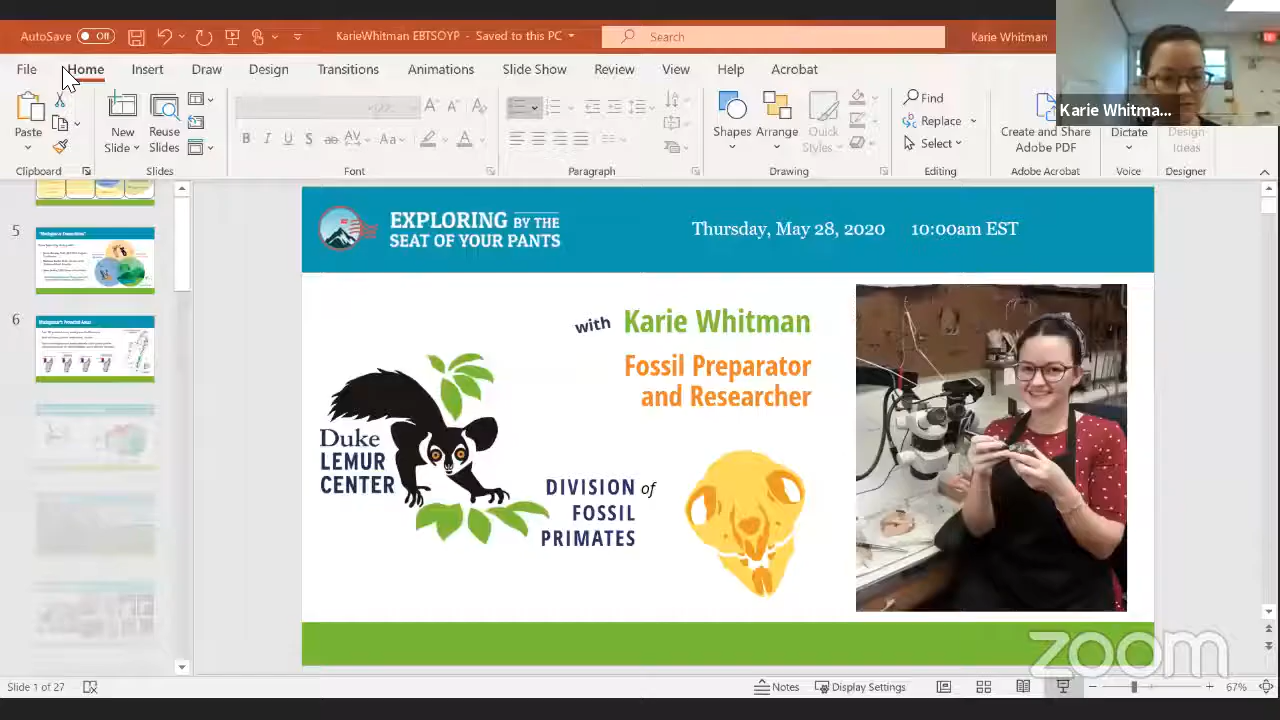 AutoSave Off
KarieWhitman EBTSOYP - Saved to this PC
Search
Karie Whitman
File Home Insert Draw Design Transitions Animations Slide Show Review View Help Acrobat
Paste
New Slide
Reuse Slides
Shapes
Arrange
Quick Styles
Find
Replace
Select
Create and Share Adobe PDF
Dictate
Design Ideas
Karie Whitma...
Clipboard Slides Font Paragraph Drawing Editing Adobe Acrobat Voice Designer
5
6
Madagascar's Protected Areas
EXPLORING BY THE
SEAT OF YOUR PANTS
Thursday, May 28, 2020 10:00am EST
with Karie Whitman
Fossil Preparator
and Researcher
Duke
LEMUR
CENTER
DIVISION of
FOSSIL
PRIMATES
zoom
Slide 1 of 27
Notes
Display Settings
67%